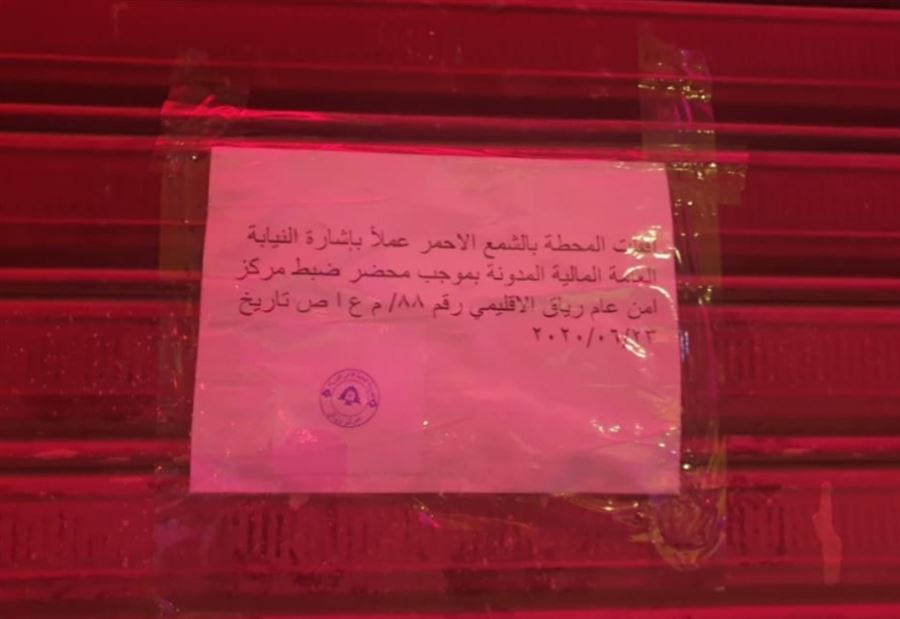 اقفلت المحطة بالشمع الاحمر عملاً بإشارة النيابة
العامة المالية المدونة بموجب محضر ضبط مركز
امن عام رياق الاقليمي رقم ٨٨/ م ع ا ص تاريخ
٢٠٢٠/٠٦/٢٣